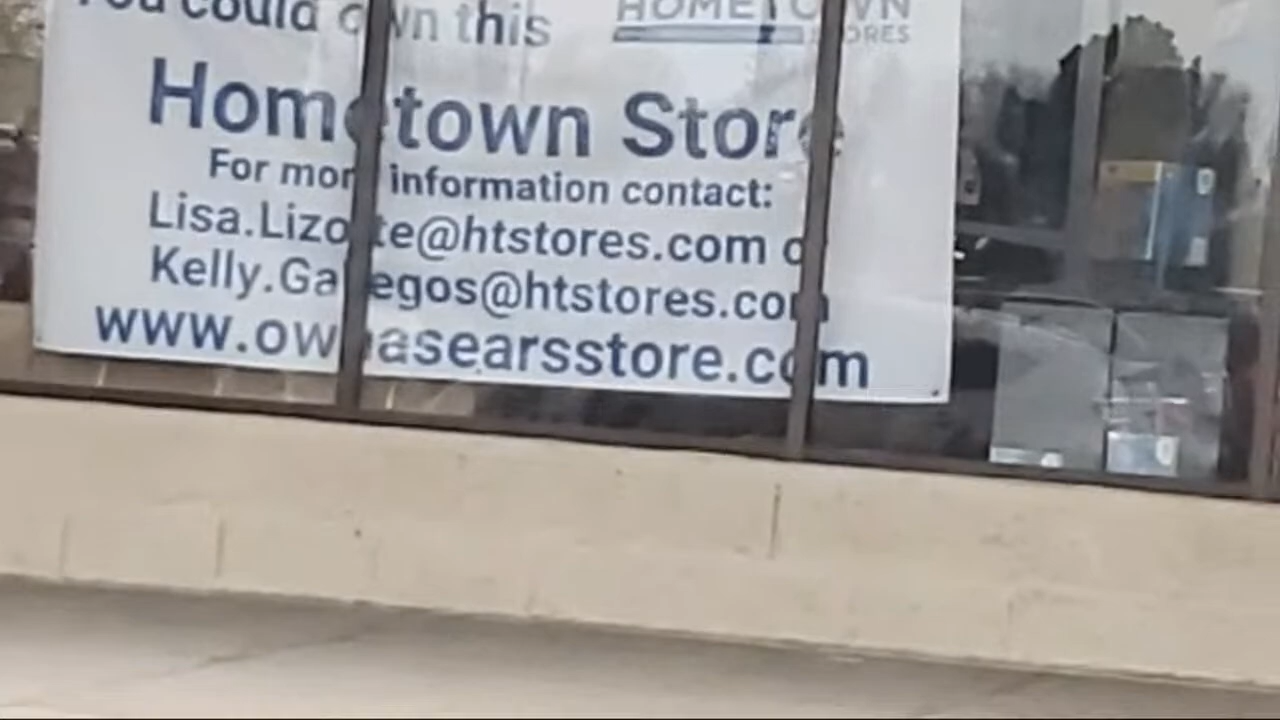 You could own this
HOMETOWN
STORES
Hometown Store
For more information contact:
Lisa.Lizotte@htstores.com or
Kelly.Gallegos@htstores.com
www.ownasearsstore.com